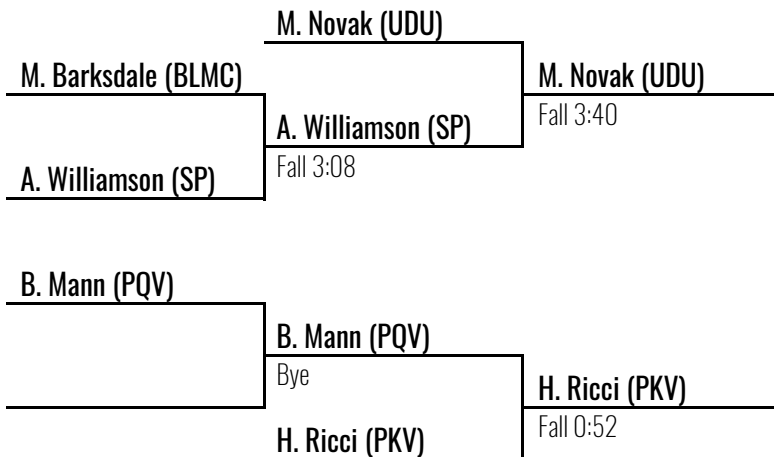 M. Novak (UDU)
M. Barksdale (BLMC)
M. Novak (UDU)
Fall 3:40
A. Williamson (SP)
Fall 3:08
A. Williamson (SP)
B. Mann (PQV)
B. Mann (PQV)
Bye
H. Ricci (PKV)
Fall 0:52
H. Ricci (PKV)